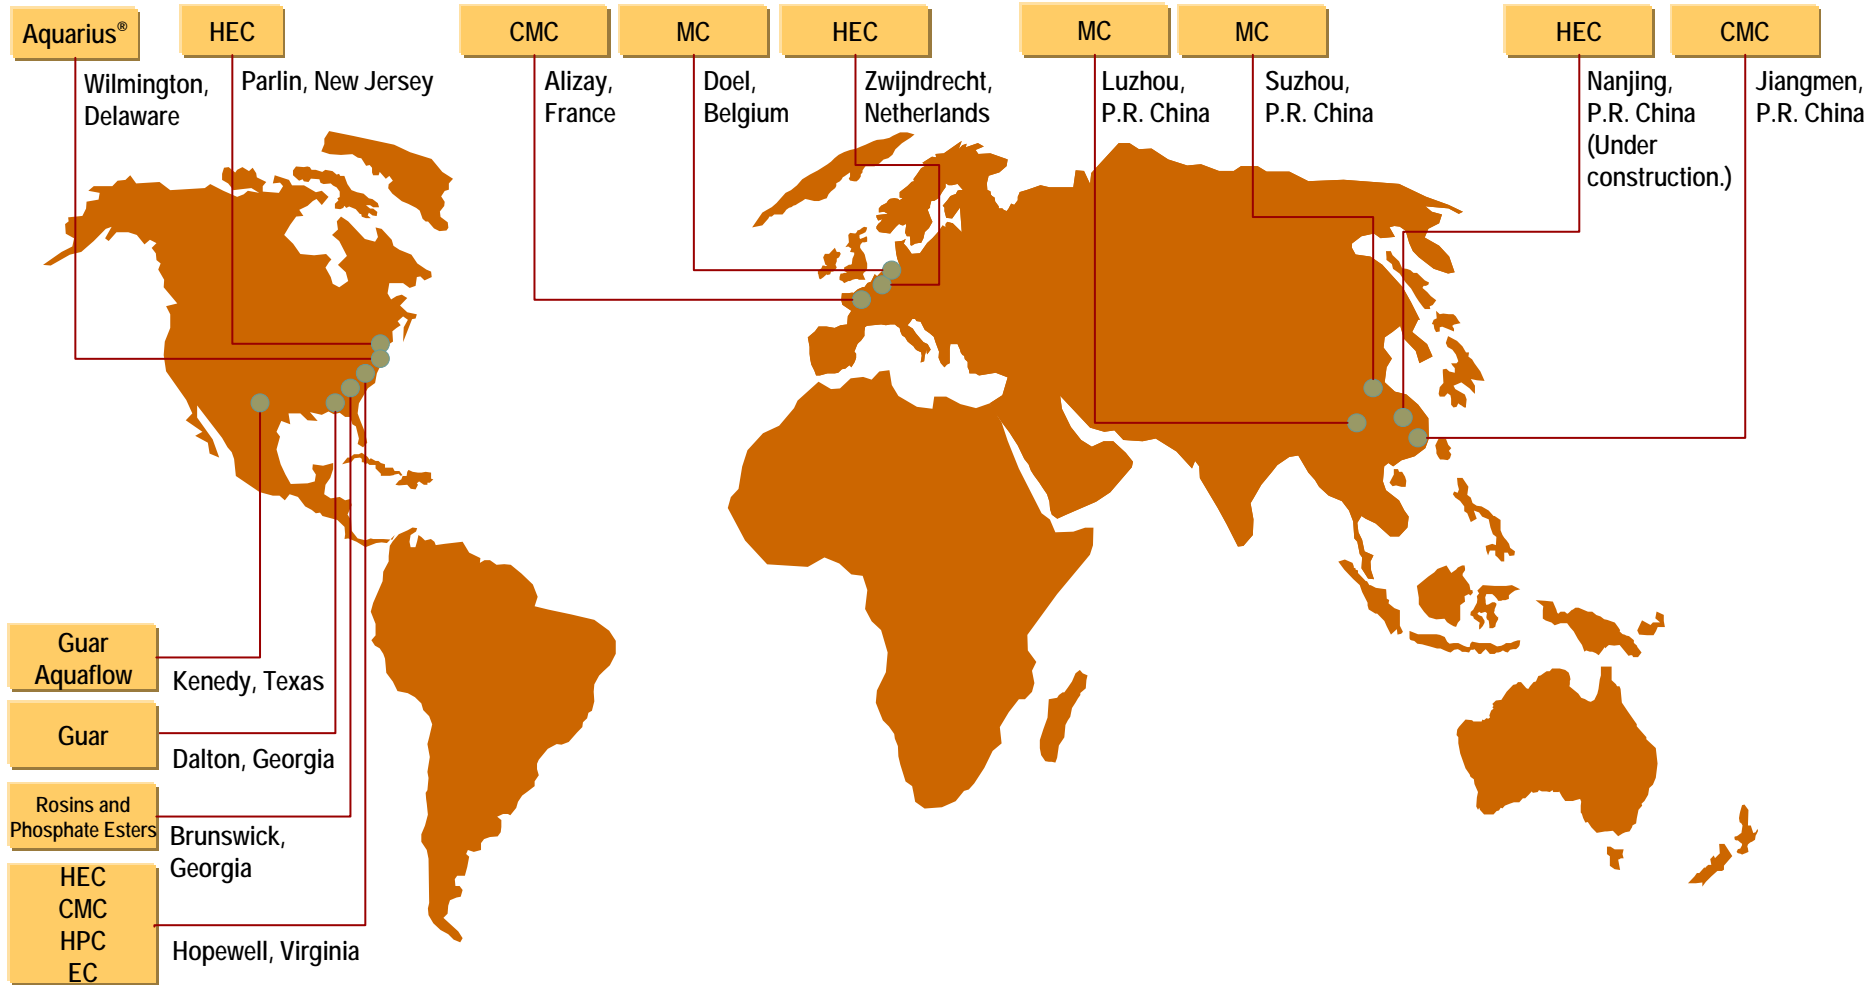 Aquarius®
Wilmington,
Delaware
HEC
Parlin, New Jersey
CMC
Alizay,
France
MC
Doel,
Belgium
HEC
Zwijndrecht,
Netherlands
MC
Luzhou,
P.R. China
MC
Suzhou,
P.R. China
HEC
Nanjing,
P.R. China
(Under
construction.)
CMC
Jiangmen,
P.R. China
Guar
Aquaflow
Kenedy, Texas
Guar
Dalton, Georgia
Rosins and
Phosphate Esters
Brunswick,
Georgia
HEC
CMC
HPC
EC
Hopewell, Virginia